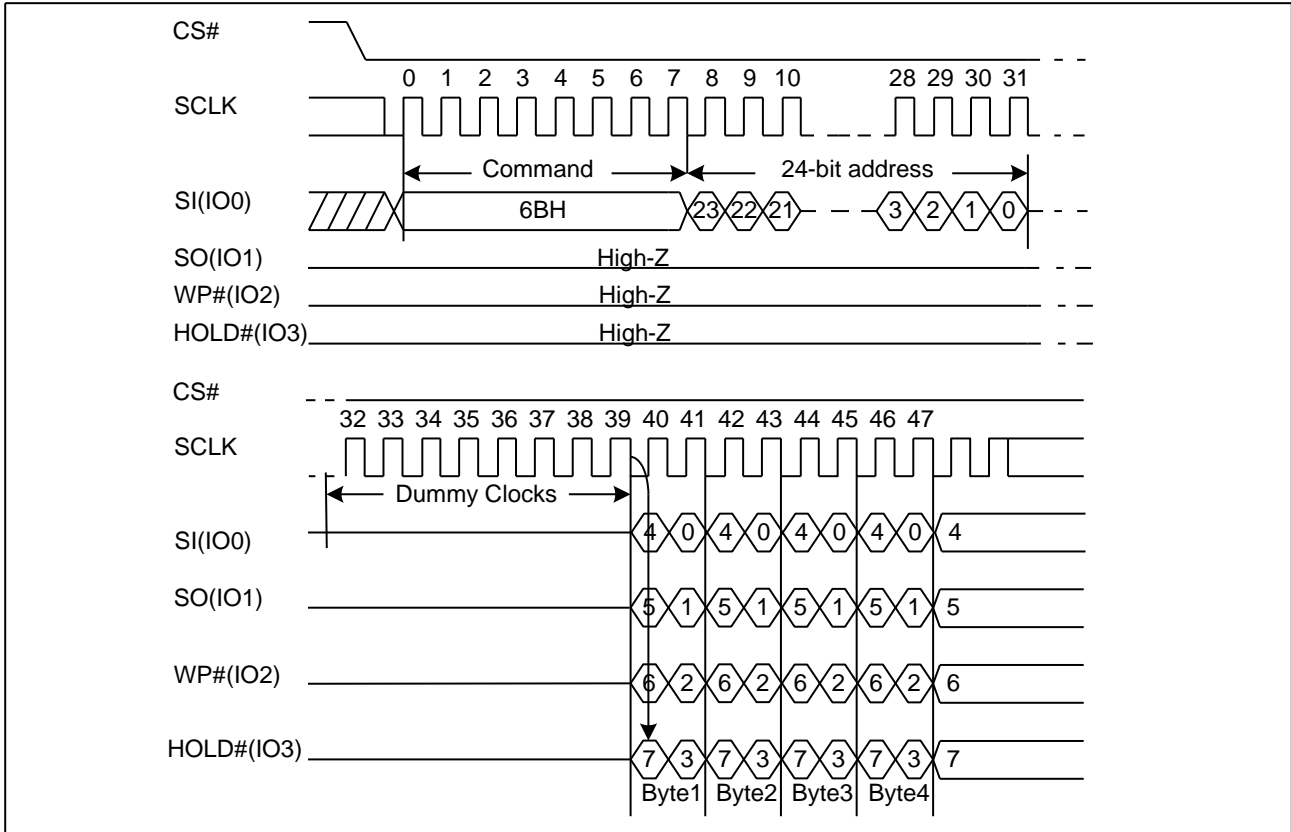 CS#
0 1 2 3 4 5 6 7 8 9 10 28 29 30 31
SCLK
Command 24-bit address
SI(IO0) 6BH 23 22 21 3 2 1 0
SO(IO1) High-Z
WP#(IO2) High-Z
HOLD#(IO3) High-Z
CS#
32 33 34 35 36 37 38 39 40 41 42 43 44 45 46 47
SCLK
Dummy Clocks
SI(IO0) 4 0 4 0 4 0 4 0 4
SO(IO1) 5 1 5 1 5 1 5 1 5
WP#(IO2) 6 2 6 2 6 2 6 2 6
HOLD#(IO3) 7 3 7 3 7 3 7 3 7
Byte1 Byte2 Byte3 Byte4